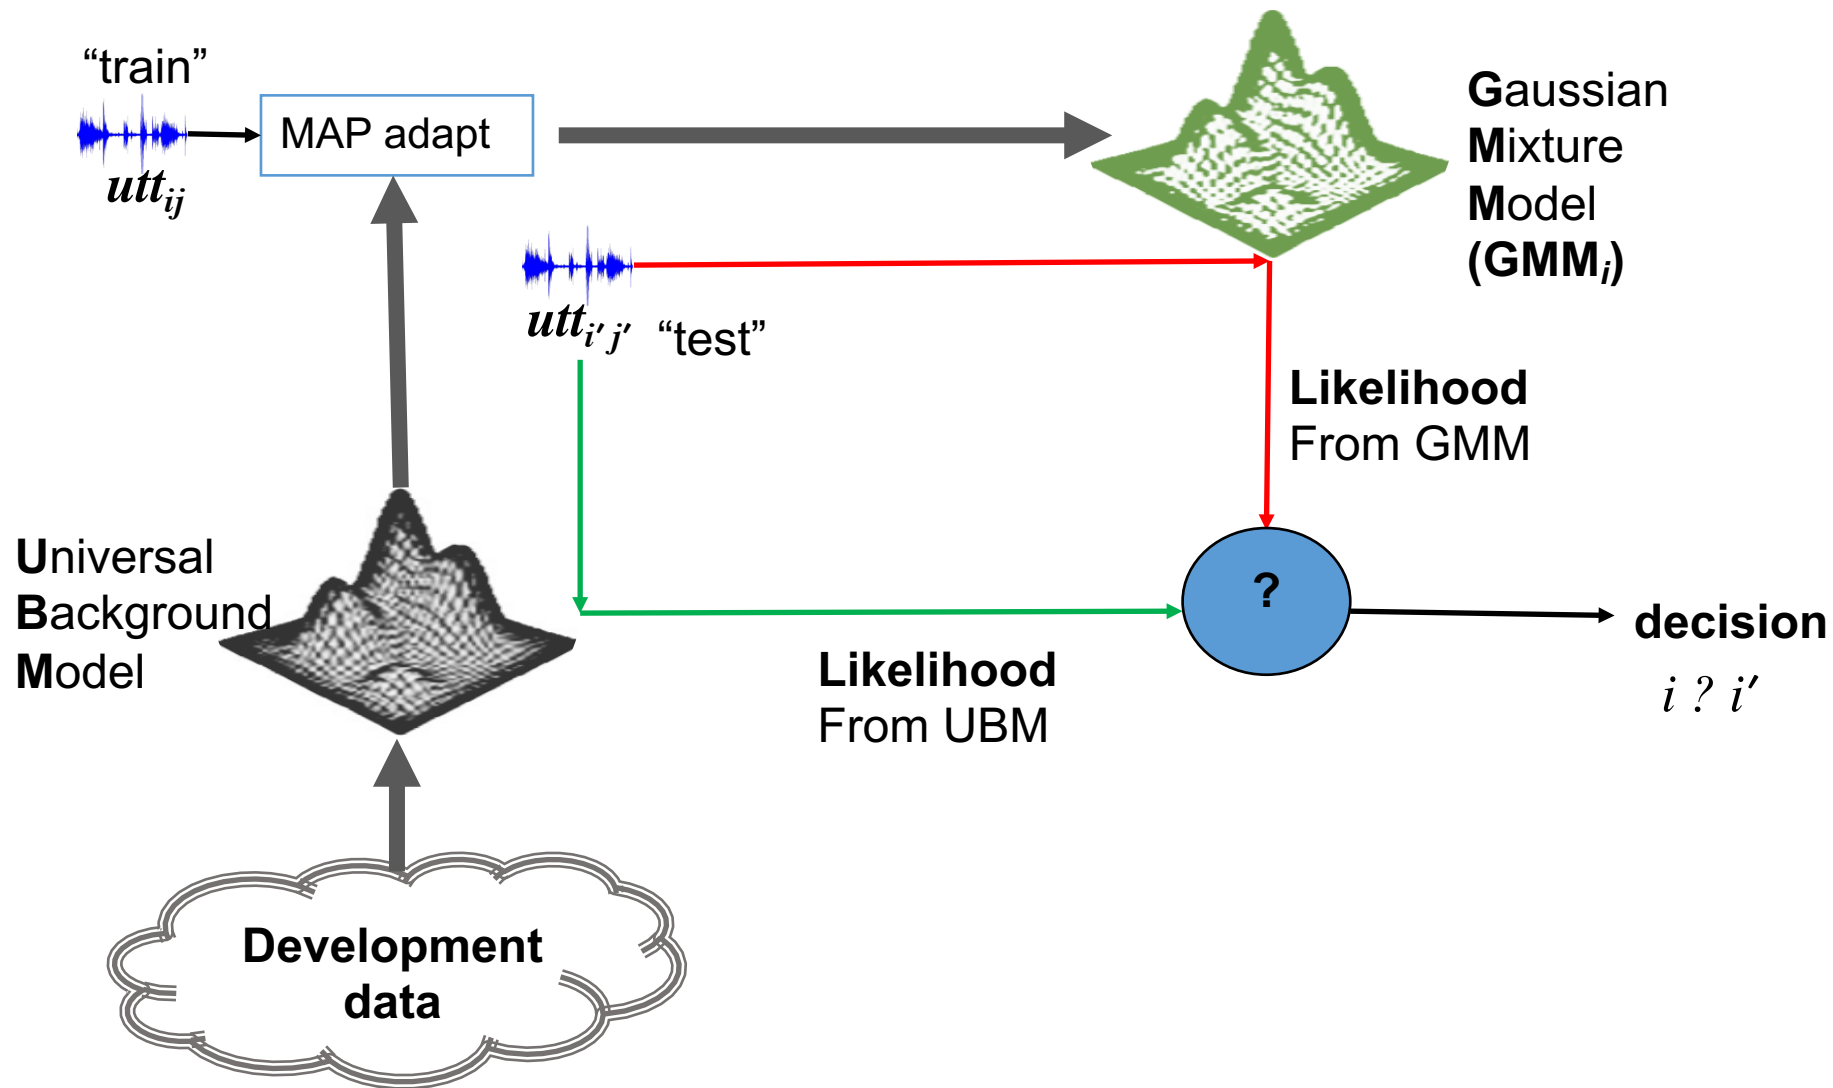 “train”
MAP adapt
utt_ij
Gaussian
Mixture
Model
(GMM_i)
utt_i′j′ “test”
Likelihood
From GMM
Universal
Background
Model
?
decision
i ? i′
Likelihood
From UBM
Development
data